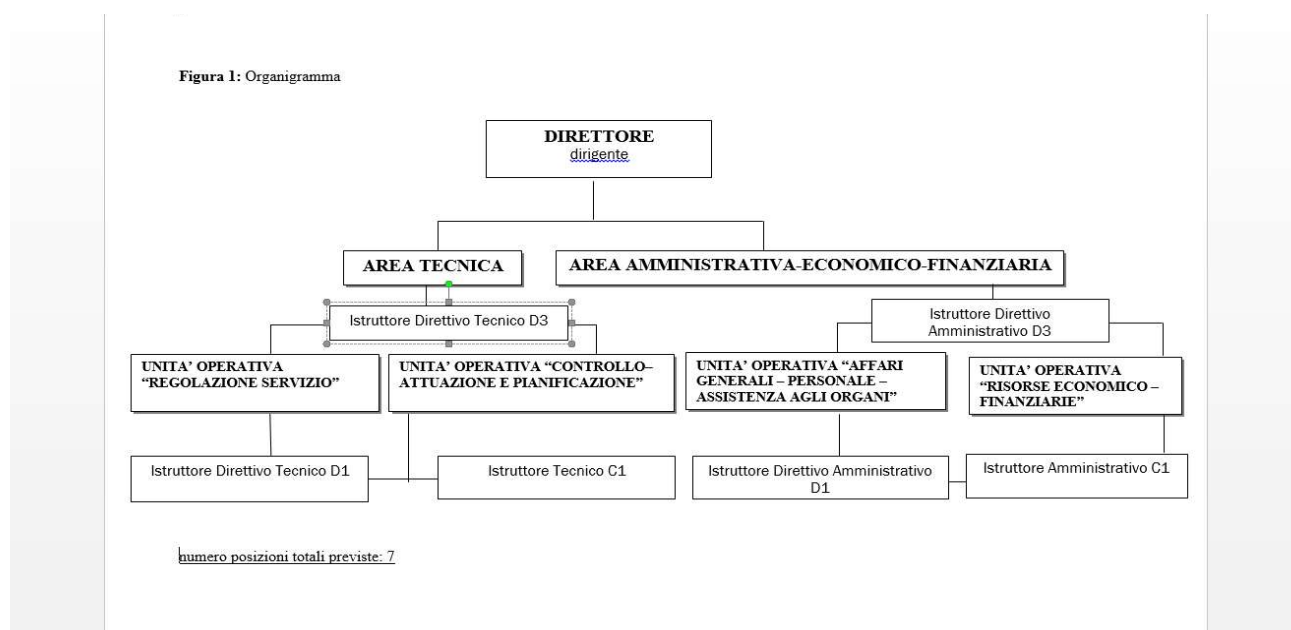 Figura 1: Organigramma
DIRETTORE
dirigente
AREA TECNICA
AREA AMMINISTRATIVA-ECONOMICO-FINANZIARIA
Istruttore Direttivo Tecnico D3
Istruttore Direttivo
Amministrativo D3
UNITA’ OPERATIVA
“REGOLAZIONE SERVIZIO”
UNITA’ OPERATIVA “CONTROLLO–
ATTUAZIONE E PIANIFICAZIONE”
UNITA’ OPERATIVA “AFFARI
GENERALI – PERSONALE –
ASSISTENZA AGLI ORGANI”
UNITA’ OPERATIVA
“RISORSE ECONOMICO –
FINANZIARIE”
Istruttore Direttivo Tecnico D1
Istruttore Tecnico C1
Istruttore Direttivo Amministrativo
D1
Istruttore Amministrativo C1
numero posizioni totali previste: 7